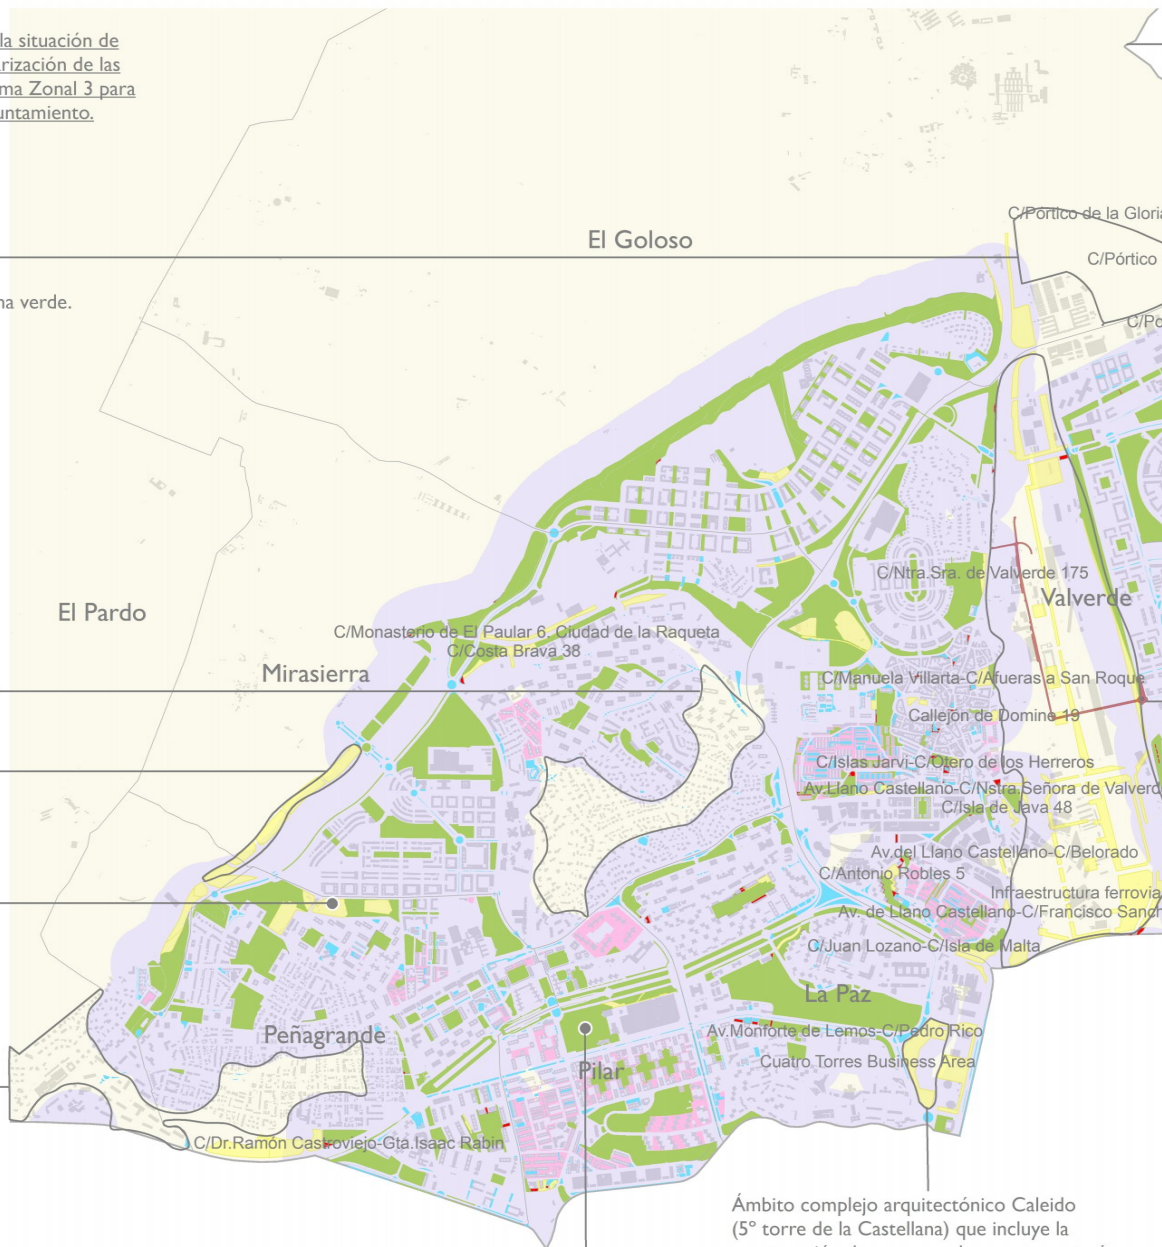 la situación de
arización de las
ma Zonal 3 para
untamiento.
C/Pórtico de la Gloria
El Goloso
C/Pórtico
na verde.
C/Po
C/Ntra.Sra. de Valverde 175
Valverde
El Pardo
C/Monasterio de El Paular 6. Ciudad de la Raqueta
C/Costa Brava 38
Mirasierra
C/Manuela Villarta-C/Afueras a San Roque
Callejón de Domine 19
C/Islas Jarvi-C/Otero de los Herreros
Av.Llano Castellano-C/Nstra.Señora de Valverd
C/Isla de Java 48
Av.del Llano Castellano-C/Belorado
C/Antonio Robles 5
Infraestructura ferrovia
Av. de Llano Castellano-C/Francisco Sanch
C/Juan Lozano-C/Isla de Malta
La Paz
Av.Monforte de Lemos-C/Pedro Rico
Peñagrande
Cuatro Torres Business Area
Pilar
C/Dr.Ramón Castroviejo-Gta.Isaac Rabin
Ámbito complejo arquitectónico Caleido
(5º torre de la Castellana) que incluye la